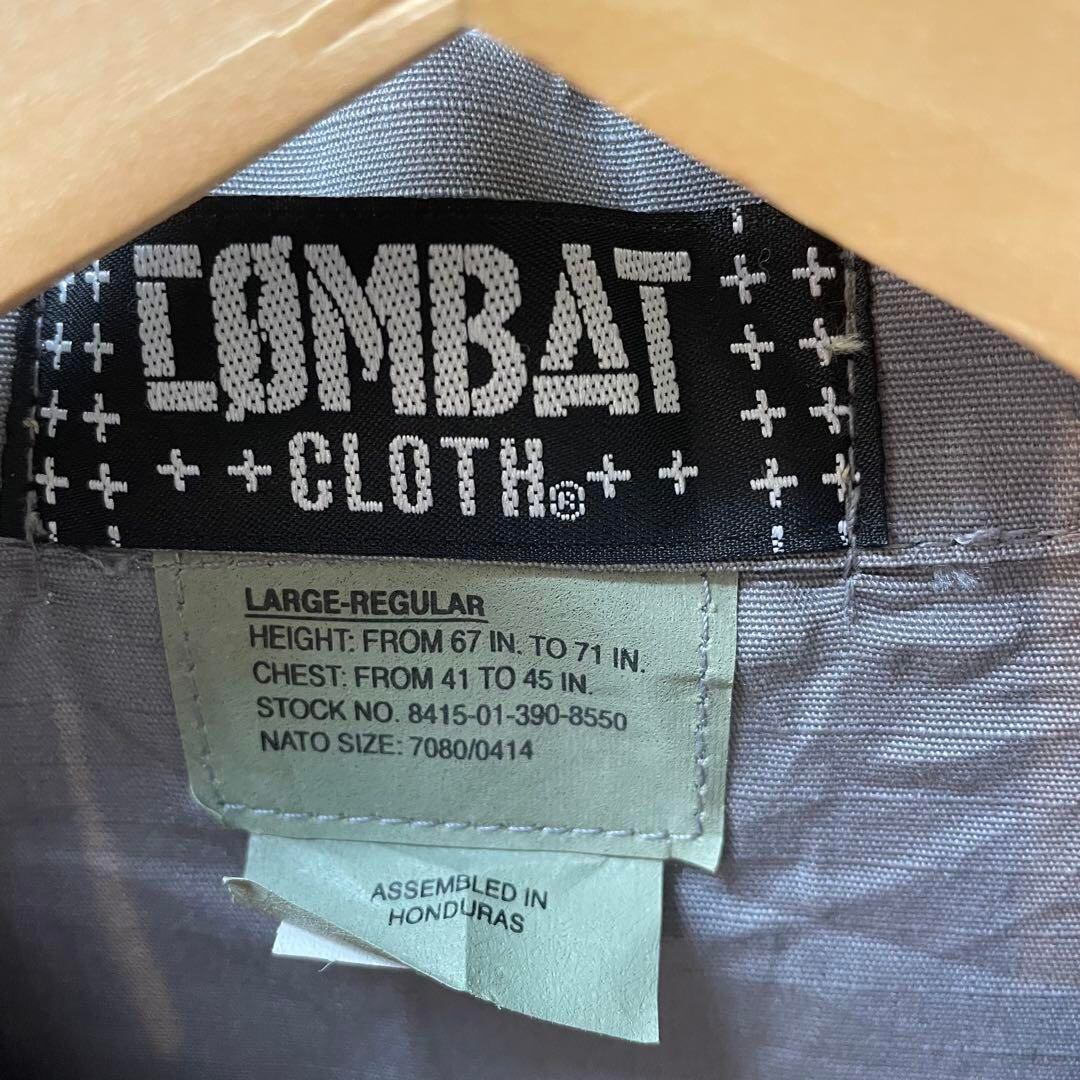 CØMBAT
++CLOTH®++
LARGE-REGULAR
HEIGHT: FROM 67 IN. TO 71 IN.
CHEST: FROM 41 TO 45 IN.
STOCK NO. 8415-01-390-8550
NATO SIZE: 7080/0414
ASSEMBLED IN
HONDURAS